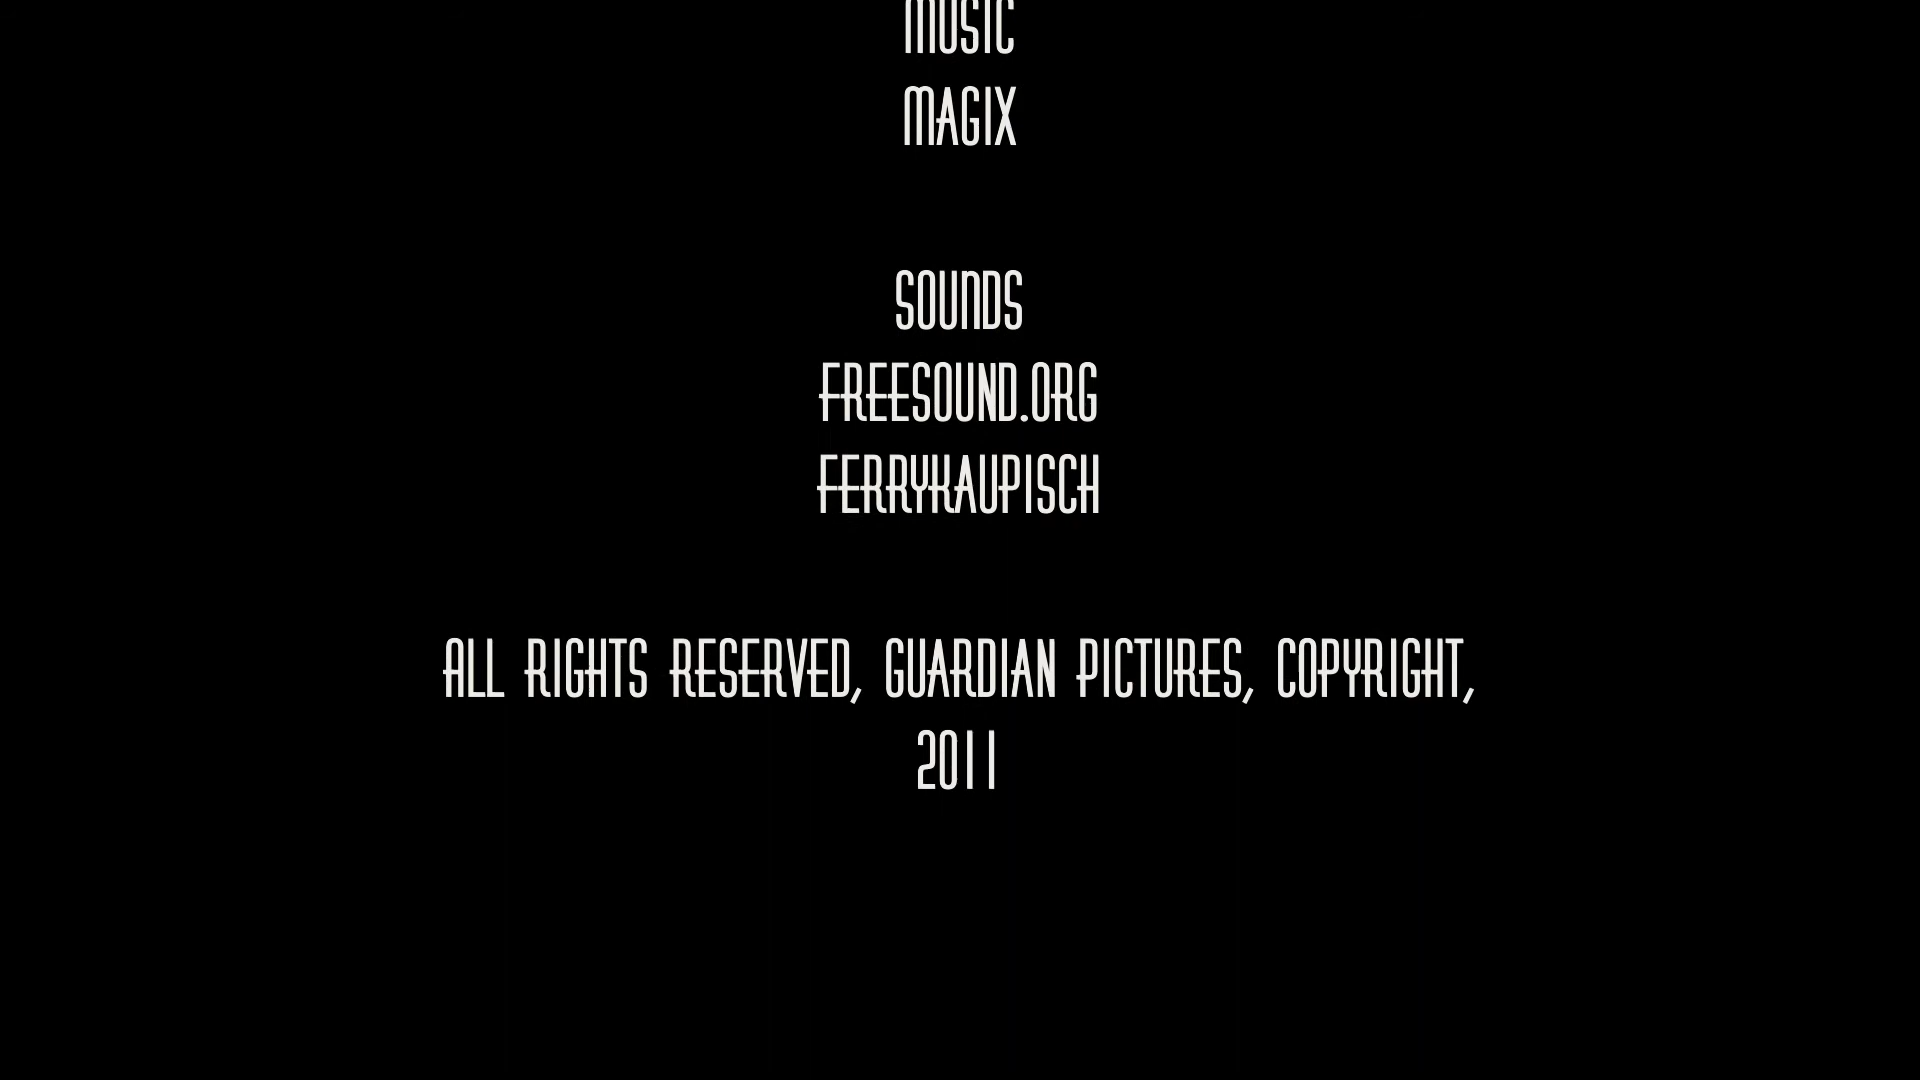 MUSIC
MAGIX
SOUNDS
FREESOUND.ORG
FERRYKAUPISCH
ALL RIGHTS RESERVED, GUARDIAN PICTURES, COPYRIGHT,
2011